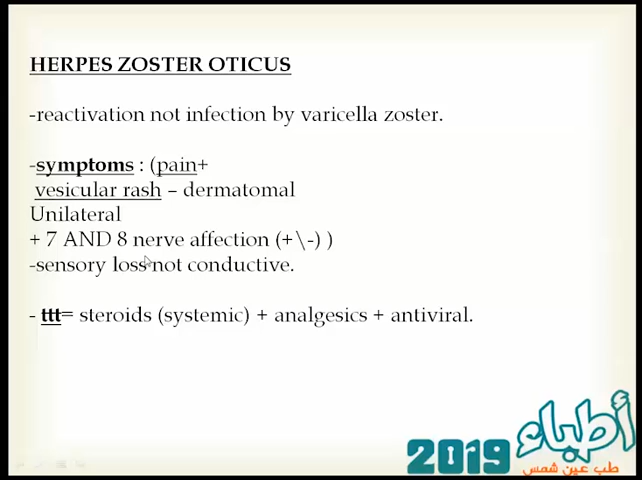 HERPES ZOSTER OTICUS
-reactivation not infection by varicella zoster.
-symptoms : (pain+
vesicular rash – dermatomal
Unilateral
+ 7 AND 8 nerve affection (+\-) )
-sensory loss not conductive.
- ttt= steroids (systemic) + analgesics + antiviral.
أطباء
2019
طب عين شمس